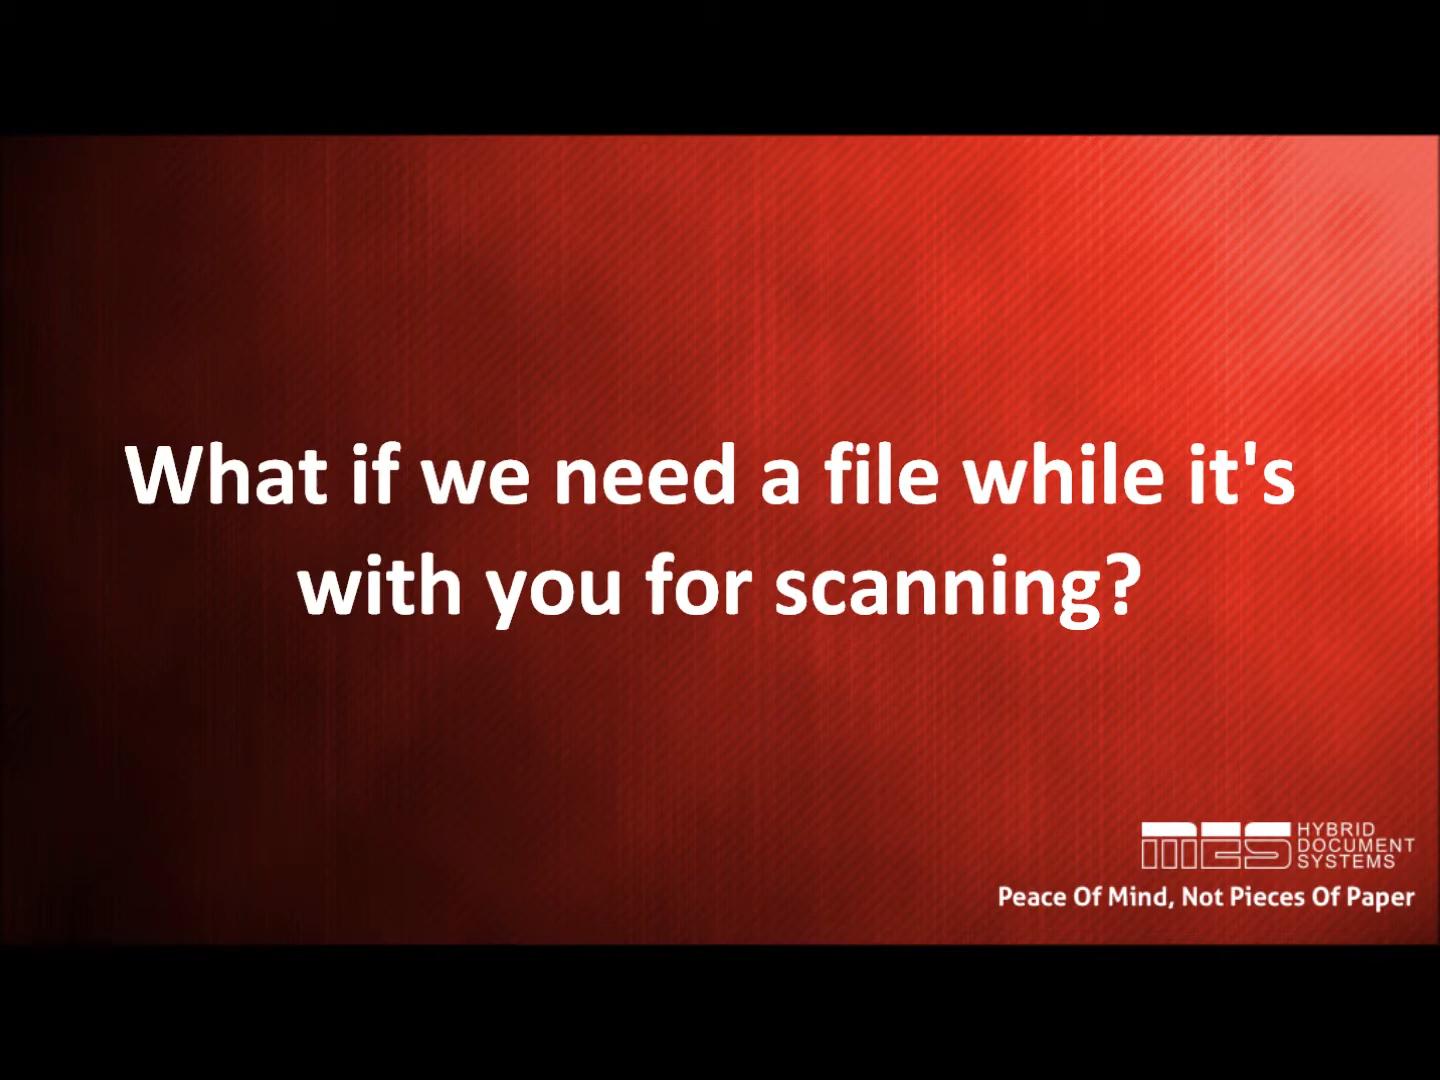 What if we need a file while it's
with you for scanning?
MES HYBRID
DOCUMENT
SYSTEMS
Peace Of Mind, Not Pieces Of Paper